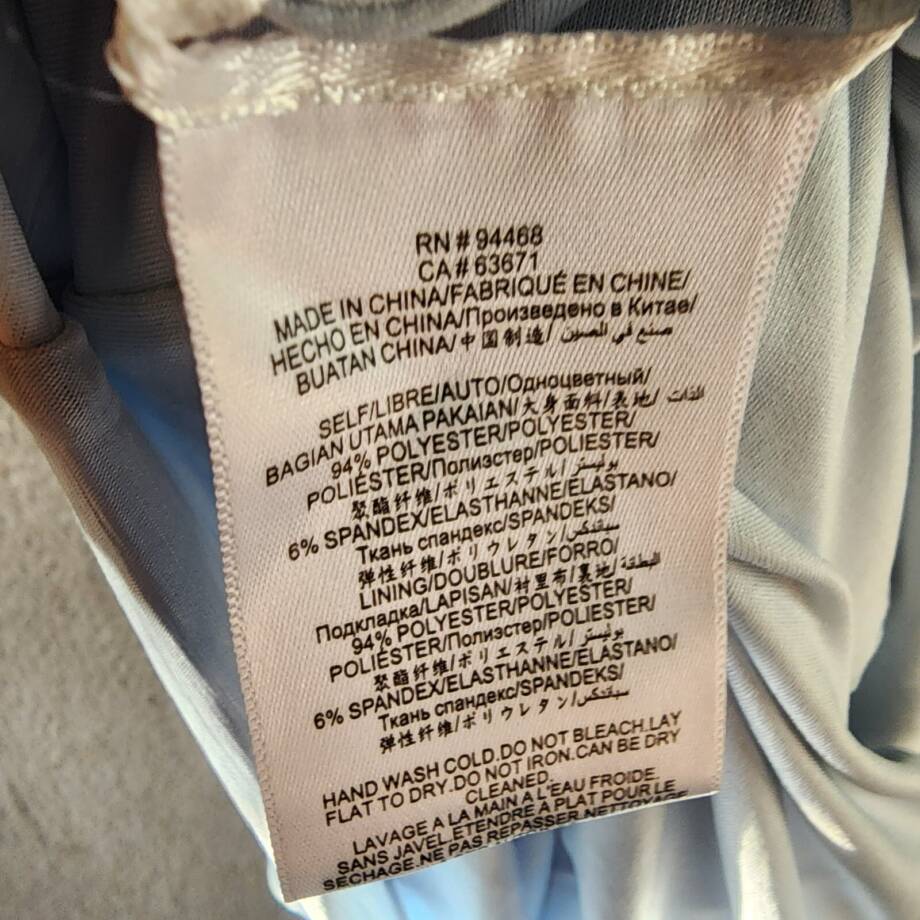 RN # 94468
CA # 63671
MADE IN CHINA/FABRIQUÉ EN CHINE/
HECHO EN CHINA/Произведено в Китае/
BUATAN CHINA/中国制造/ صنع في الصين
SELF/LIBRE/AUTO/Одноцветный/
BAGIAN UTAMA PAKAIAN/大身面料/表地/ الذات
94% POLYESTER/POLYESTER/
POLIÉSTER/Полиэстер/POLIESTER/
聚酯纤维/ポリエステル/ بوليستر
6% SPANDEX/ELASTHANNE/ELASTANO/
Ткань спандекс/SPANDEKS/
弹性纤维/ポリウレタン/سباندكس
LINING/DOUBLURE/FORRO/
Подкладка/LAPISAN/衬里布/裏地/ البطانة
94% POLYESTER/POLYESTER/
POLIÉSTER/Полиэстер/POLIESTER/
聚酯纤维/ポリエステル/ بوليستر
6% SPANDEX/ELASTHANNE/ELASTANO/
Ткань спандекс/SPANDEKS/
弹性纤维/ポリウレタン/سباندكس
HAND WASH COLD.DO NOT BLEACH.LAY
FLAT TO DRY.DO NOT IRON.CAN BE DRY
CLEANED.
LAVAGE A LA MAIN A L'EAU FROIDE.
SANS JAVEL.ETENDRE A PLAT POUR LE
SECHAGE.NE PAS REPASSER.NETTOYAGE